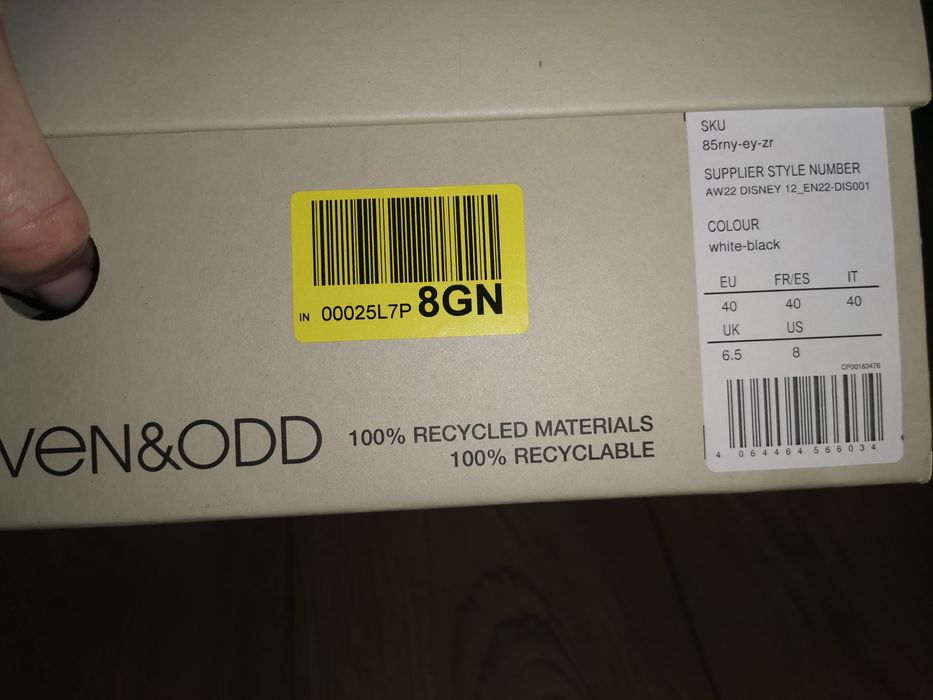 SKU
85rny-ey-zr
SUPPLIER STYLE NUMBER
AW22 DISNEY 12_EN22-DIS001
COLOUR
white-black
EU FR/ES IT
40 40 40
UK US
6.5 8
CP00163476
4 064464 566034
IN 00025L7P 8GN
VEN&ODD
100% RECYCLED MATERIALS
100% RECYCLABLE